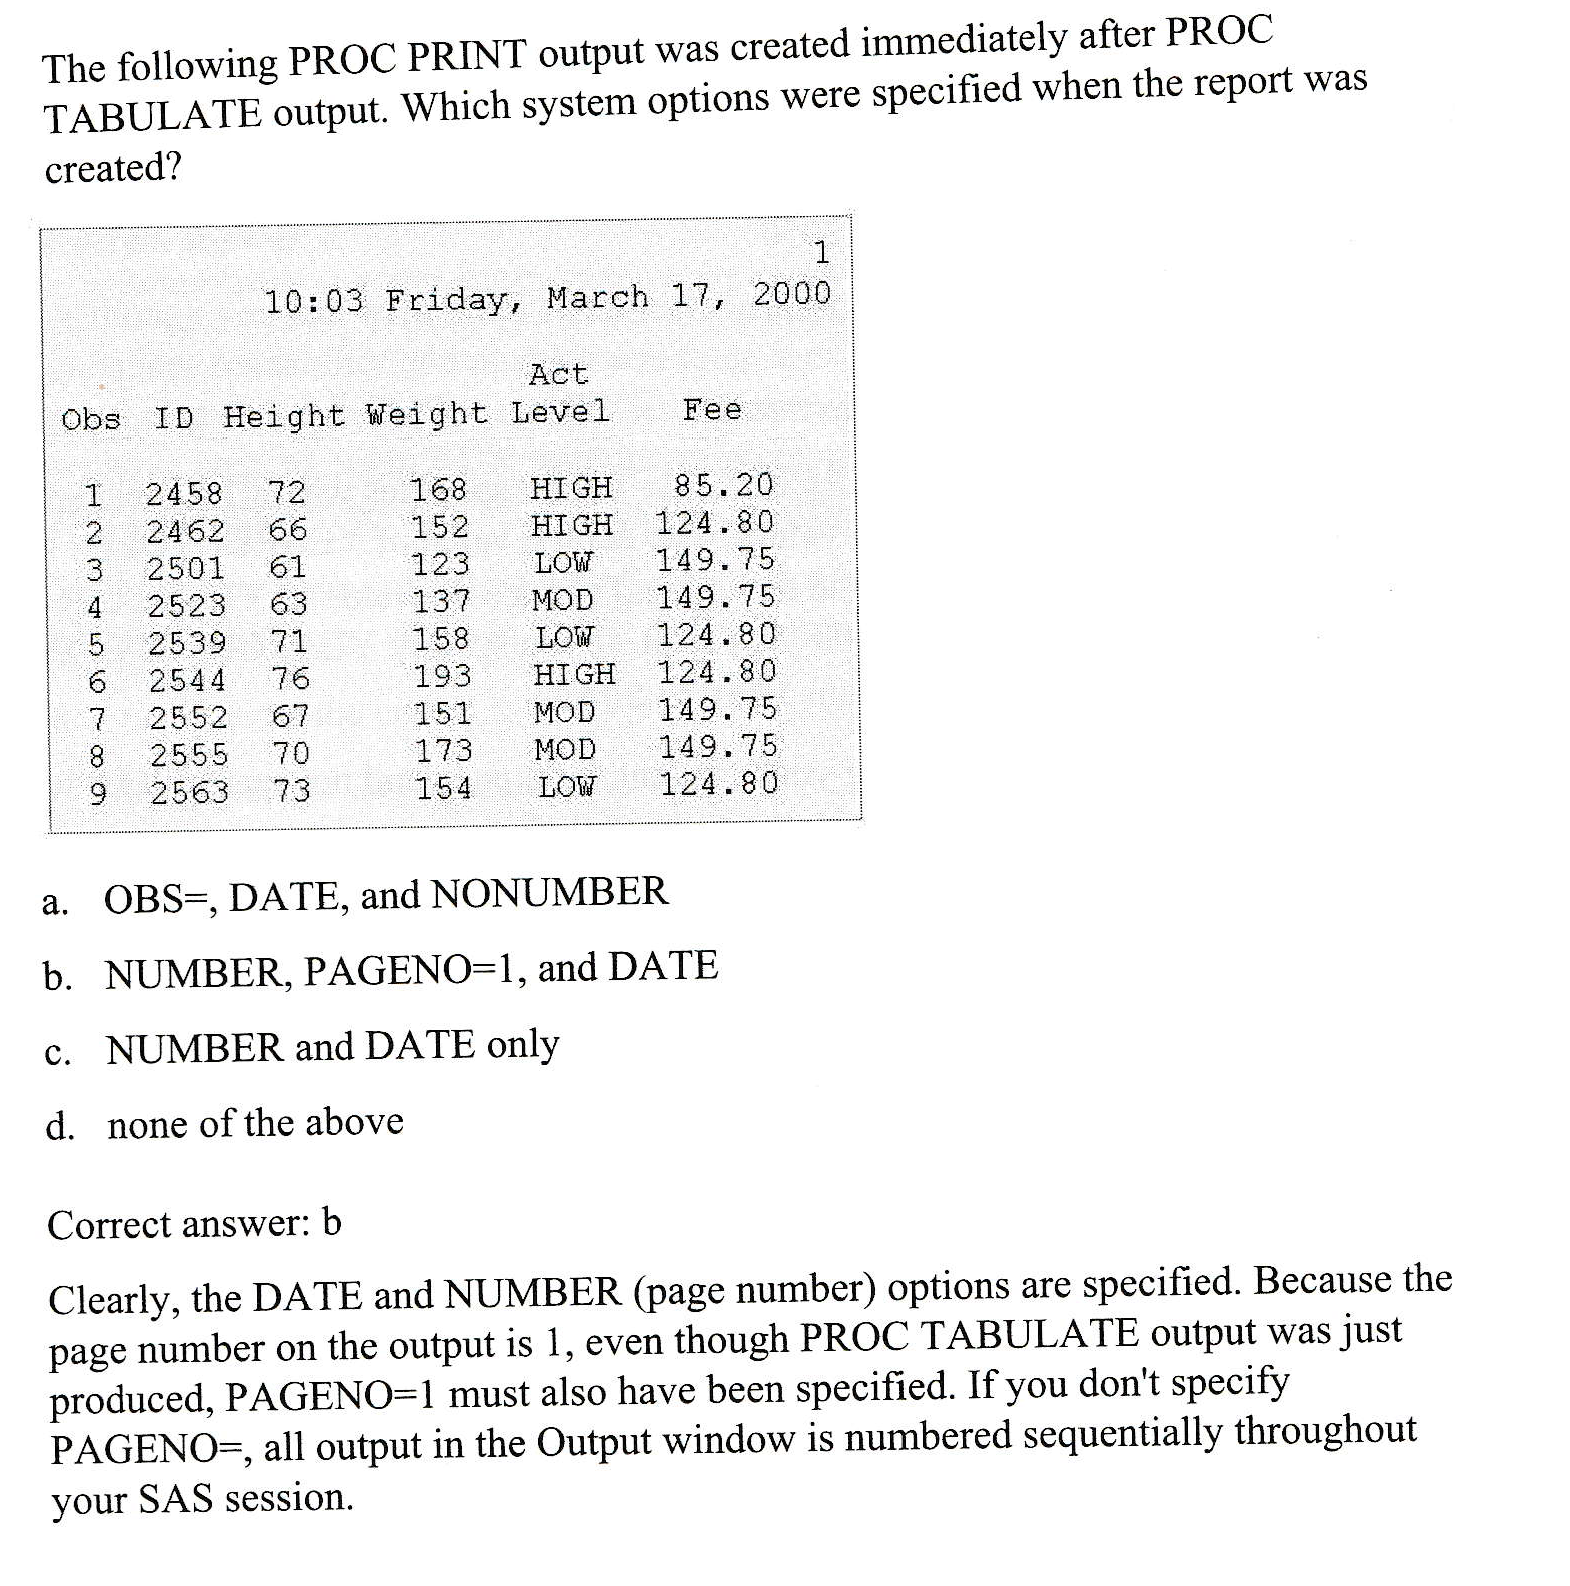 The following PROC PRINT output was created immediately after PROC
TABULATE output. Which system options were specified when the report was
created?
1
10:03 Friday, March 17, 2000
Act
Obs ID Height Weight Level Fee
1 2458 72 168 HIGH 85.20
2 2462 66 152 HIGH 124.80
3 2501 61 123 LOW 149.75
4 2523 63 137 MOD 149.75
5 2539 71 158 LOW 124.80
6 2544 76 193 HIGH 124.80
7 2552 67 151 MOD 149.75
8 2555 70 173 MOD 149.75
9 2563 73 154 LOW 124.80
a. OBS=, DATE, and NONUMBER
b. NUMBER, PAGENO=1, and DATE
c. NUMBER and DATE only
d. none of the above
Correct answer: b
Clearly, the DATE and NUMBER (page number) options are specified. Because the
page number on the output is 1, even though PROC TABULATE output was just
produced, PAGENO=1 must also have been specified. If you don't specify
PAGENO=, all output in the Output window is numbered sequentially throughout
your SAS session.